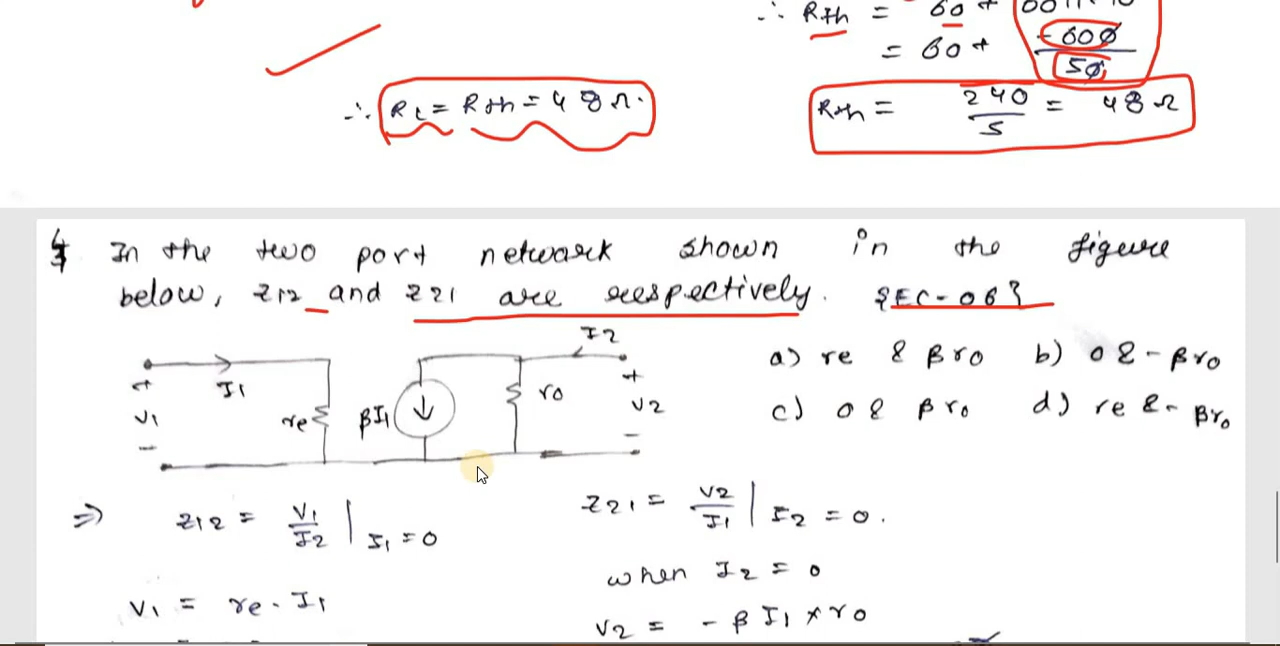 ∴ Rth = 60 +
= 60 + -600
50
∴ RL = Rth = 48Ω.
Rth = 240 = 48Ω
5
4 In the two port network shown in the figure
below, z12 and z21 are respectively. {EC-06}
I2
a) re & βro b) 0 & -βro
+ I1 re βI1 ro + V2
V1
c) 0 & βro d) re & -βro
- -
⇒ z12 = V1/I2 | I1 = 0
z21 = V2/I1 | I2 = 0.
when I2 = 0
V1 = re. I1
V2 = - β I1 × ro